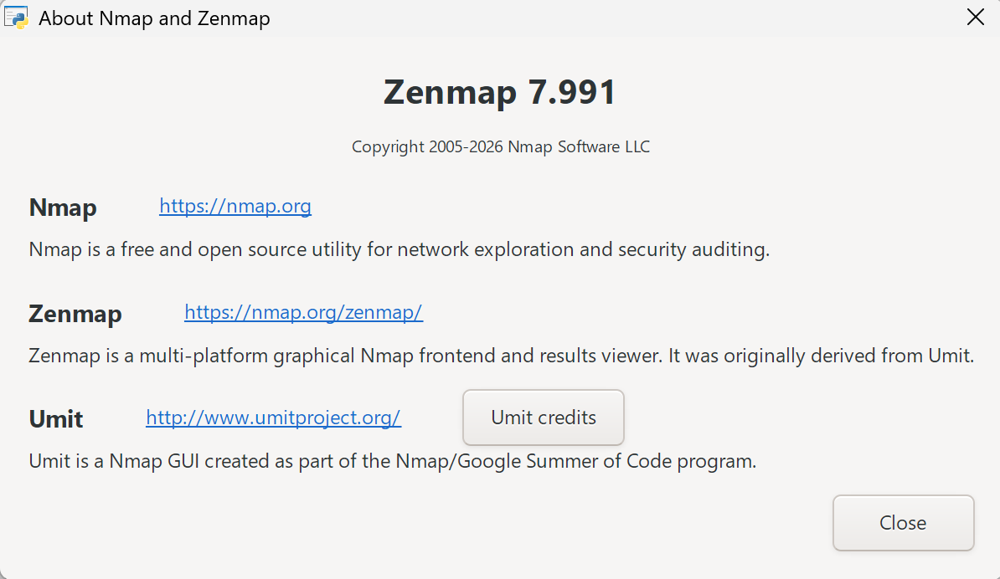 About Nmap and Zenmap
Zenmap 7.991
Copyright 2005-2026 Nmap Software LLC
Nmap https://nmap.org
Nmap is a free and open source utility for network exploration and security auditing.
Zenmap https://nmap.org/zenmap/
Zenmap is a multi-platform graphical Nmap frontend and results viewer. It was originally derived from Umit.
Umit http://www.umitproject.org/ Umit credits
Umit is a Nmap GUI created as part of the Nmap/Google Summer of Code program.
Close